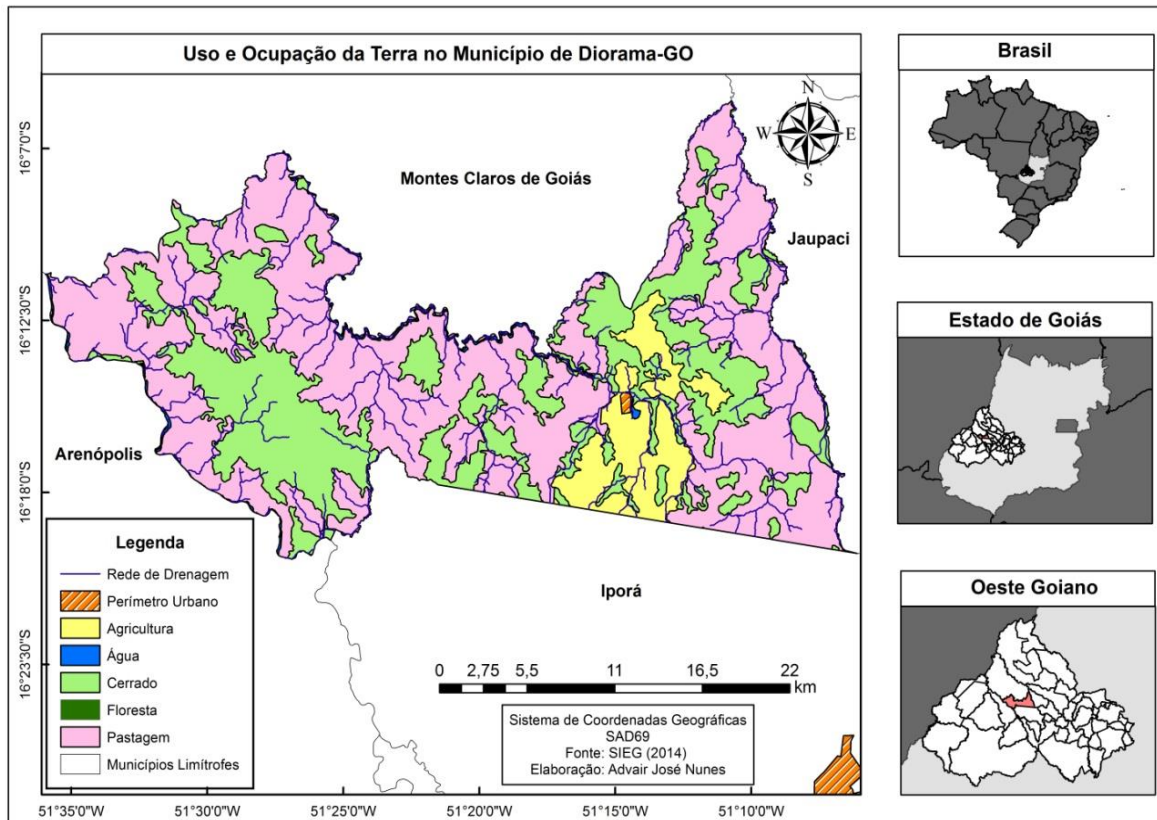 Uso e Ocupação da Terra no Município de Diorama-GO
N
W E
S
16°7'0"S
16°12'30"S
16°18'0"S
16°23'30"S
Montes Claros de Goiás
Jaupaci
Arenópolis
Iporá
Legenda
Rede de Drenagem
Perímetro Urbano
Agricultura
Água
Cerrado
Floresta
Pastagem
Municípios Limítrofes
0 2,75 5,5 11 16,5 22
km
Sistema de Coordenadas Geográficas
SAD69
Fonte: SIEG (2014)
Elaboração: Advair José Nunes
51°35'0"W 51°30'0"W 51°25'0"W 51°20'0"W 51°15'0"W 51°10'0"W
Brasil
Estado de Goiás
Oeste Goiano